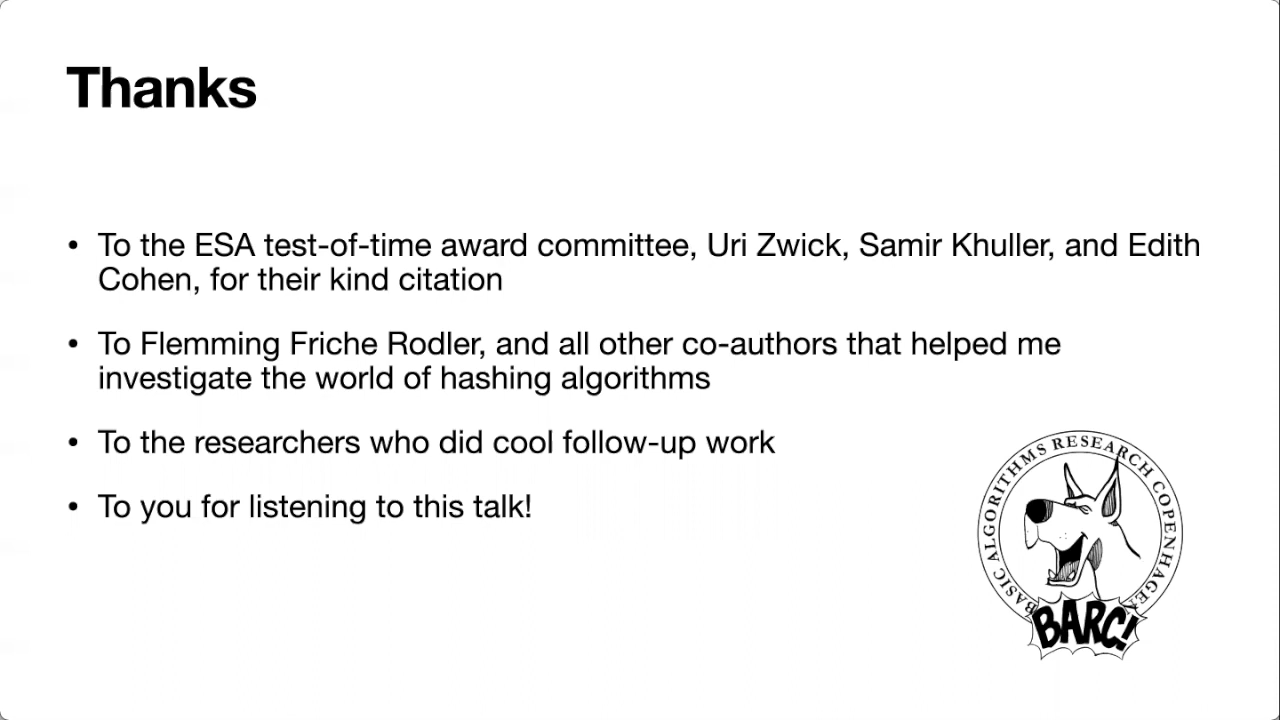 Thanks
• To the ESA test-of-time award committee, Uri Zwick, Samir Khuller, and Edith
Cohen, for their kind citation
• To Flemming Friche Rodler, and all other co-authors that helped me
investigate the world of hashing algorithms
• To the researchers who did cool follow-up work
• To you for listening to this talk!
BASIC ALGORITHMS RESEARCH COPENHAGEN
BARC!